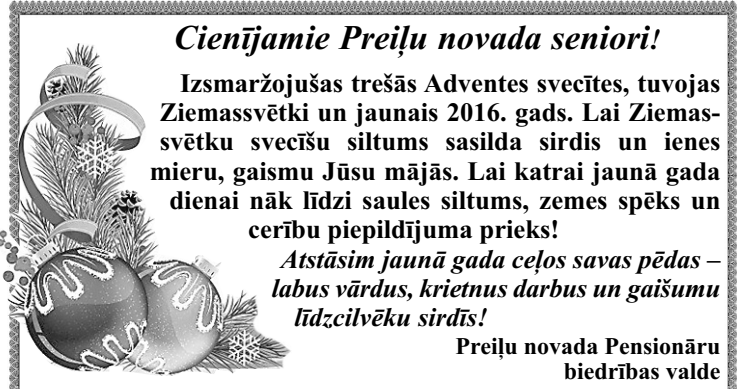 Cienījamie Preiļu novada seniori!
Izsmaržojušas trešās Adventes svecītes, tuvojas
Ziemassvētki un jaunais 2016. gads. Lai Ziemas-
svētku svecīšu siltums sasilda sirdis un ienes
mieru, gaismu Jūsu mājās. Lai katrai jaunā gada
dienai nāk līdzi saules siltums, zemes spēks un
cerību piepildījuma prieks!
Atstāsim jaunā gada ceļos savas pēdas –
labus vārdus, krietnus darbus un gaišumu
līdzcilvēku sirdīs!
Preiļu novada Pensionāru
biedrības valde